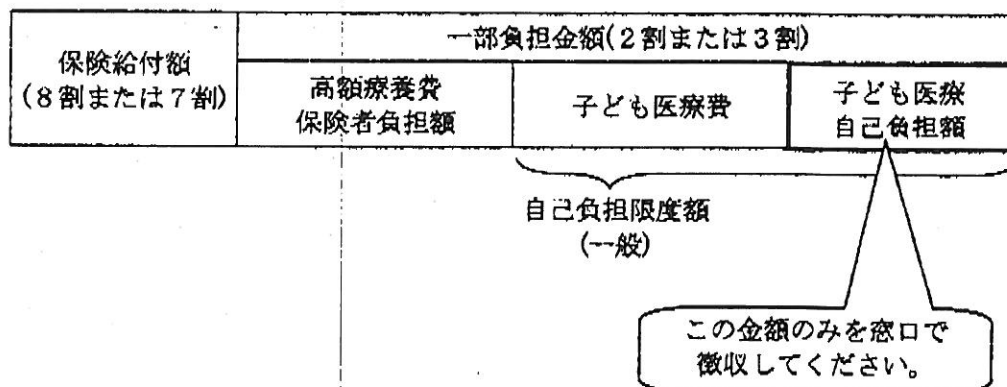 保険給付額
(8割または7割)
一部負担金額(2割または3割)
高額療養費
保険者負担額
子ども医療費
子ども医療
自己負担額
自己負担限度額
(一般)
この金額のみを窓口で
徴収してください。